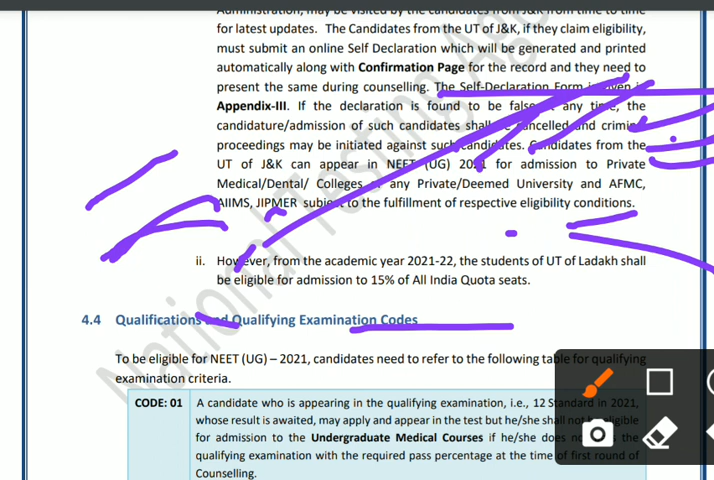 Administration, may be visited by the candidates from J&K from time to time
for latest updates. The Candidates from the UT of J&K, if they claim eligibility,
must submit an online Self Declaration which will be generated and printed
automatically along with Confirmation Page for the record and they need to
present the same during counselling. The Self-Declaration Form is given in
Appendix-III. If the declaration is found to be false at any time, the
candidature/admission of such candidates shall be cancelled and criminal
proceedings may be initiated against such candidates. Candidates from the
UT of J&K can appear in NEET (UG) 2021 for admission to Private
Medical/Dental/ Colleges or any Private/Deemed University and AFMC,
AIIMS, JIPMER subject to the fulfillment of respective eligibility conditions.
ii. However, from the academic year 2021-22, the students of UT of Ladakh shall
be eligible for admission to 15% of All India Quota seats.
4.4 Qualifications and Qualifying Examination Codes
To be eligible for NEET (UG) – 2021, candidates need to refer to the following table for qualifying
examination criteria.
CODE: 01 A candidate who is appearing in the qualifying examination, i.e., 12 Standard in 2021,
whose result is awaited, may apply and appear in the test but he/she shall not be eligible
for admission to the Undergraduate Medical Courses if he/she does the
qualifying examination with the required pass percentage at the time of first round of
Counselling.
National Testing Ag